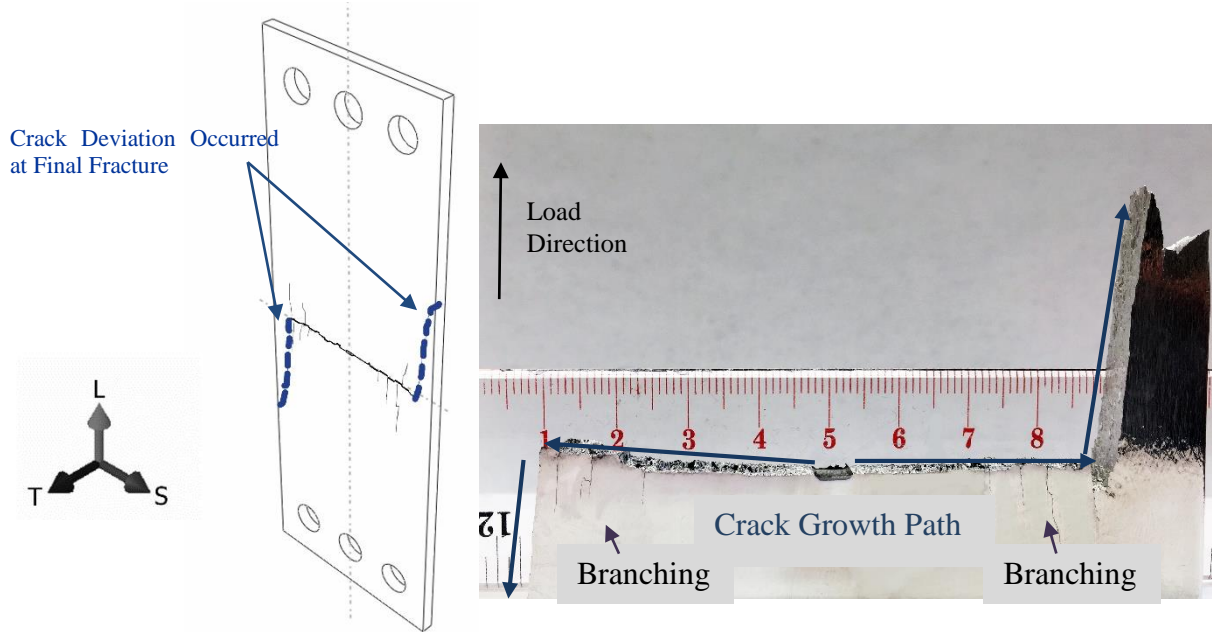 Crack Deviation Occurred
at Final Fracture
L
T
S
Load
Direction
1 2 3 4 5 6 7 8
12
Crack Growth Path
Branching
Branching